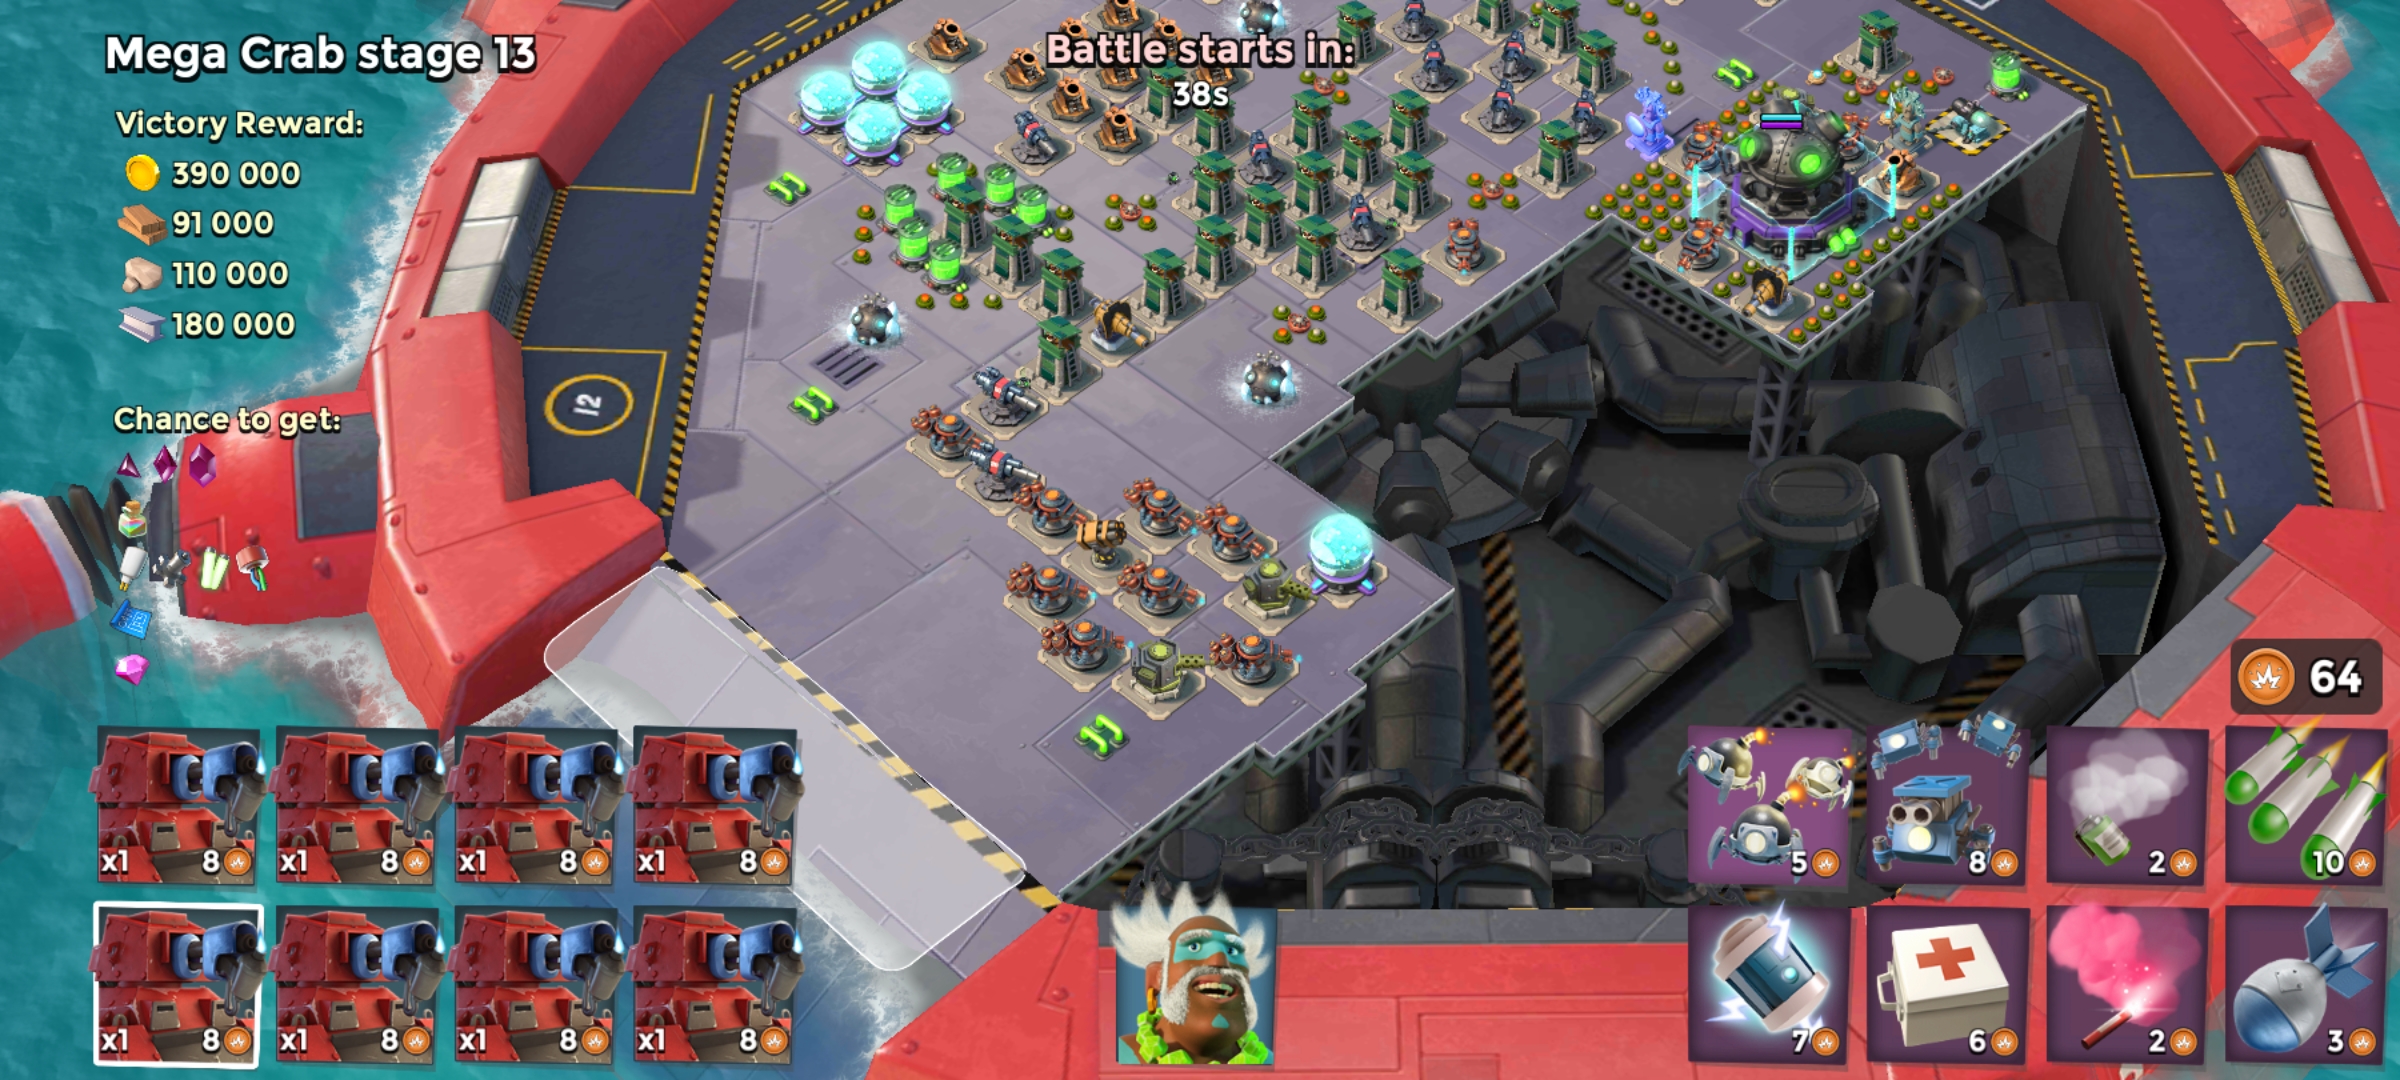 Mega Crab stage 13
Battle starts in:
38s
Victory Reward:
390 000
91 000
110 000
180 000
Chance to get:
12
64
x1 8
x1 8
x1 8
x1 8
5
8
2
10
x1 8
x1 8
x1 8
x1 8
7
6
2
3